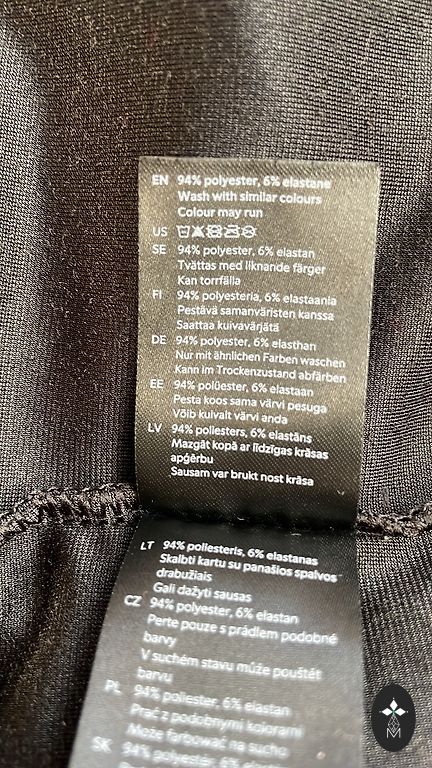 EN 94% polyester, 6% elastane
Wash with similar colours
Colour may run
US
SE 94% polyester, 6% elastan
Tvättas med liknande färger
Kan torrfälla
FI 94% polyesteria, 6% elastaania
Pestävä samanväristen kanssa
Saattaa kuivavärjätä
DE 94% polyester, 6% elasthan
Nur mit ähnlichen Farben waschen
Kann im Trockenzustand abfärben
EE 94% polüester, 6% elastaan
Pesta koos sama värvi pesuga
Võib kuivalt värvi anda
LV 94% poliesters, 6% elastāns
Mazgāt kopā ar līdzīgas krāsas
apģērbu
Sausam var brukt nost krāsa
LT 94% poliesteris, 6% elastanas
Skalbti kartu su panašios spalvos
drabužiais
Gali dažyti sausas
CZ 94% polyester, 6% elastan
Perte pouze s prádlem podobné
barvy
V suchém stavu může pouštět
barvu
PL 94% poliester, 6% elastan
Prać z podobnymi kolorami
Może farbować na sucho
SK 94% polyester, 6% elastan
M